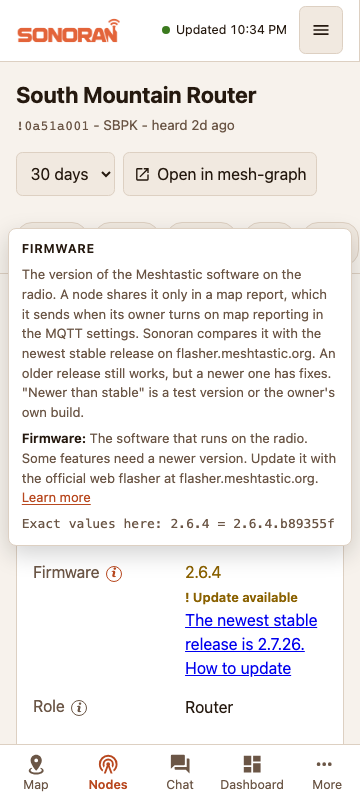 SONORAN
Updated 10:34 PM
South Mountain Router
!0a51a001 - SBPK - heard 2d ago
30 days
Open in mesh-graph
FIRMWARE
The version of the Meshtastic software on the
radio. A node shares it only in a map report, which
it sends when its owner turns on map reporting in
the MQTT settings. Sonoran compares it with the
newest stable release on flasher.meshtastic.org. An
older release still works, but a newer one has fixes.
"Newer than stable" is a test version or the owner's
own build.
Firmware: The software that runs on the radio.
Some features need a newer version. Update it with
the official web flasher at flasher.meshtastic.org.
Learn more
Exact values here: 2.6.4 = 2.6.4.b89355f
Firmware i 2.6.4
! Update available
The newest stable
release is 2.7.26.
How to update
Role i Router
Map Nodes Chat Dashboard More